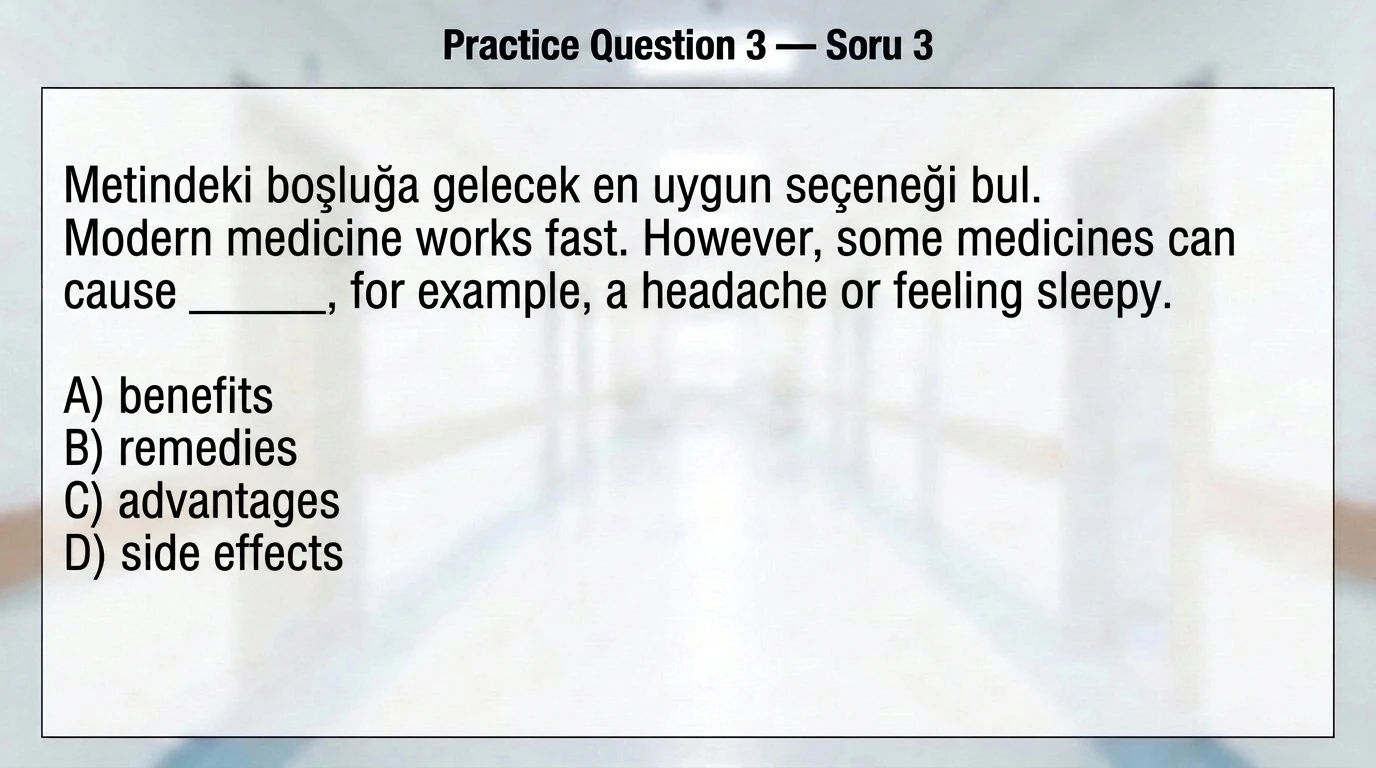 Practice Question 3 — Soru 3
Metindeki boşluğa gelecek en uygun seçeneği bul.
Modern medicine works fast. However, some medicines can
cause ______, for example, a headache or feeling sleepy.
A) benefits
B) remedies
C) advantages
D) side effects